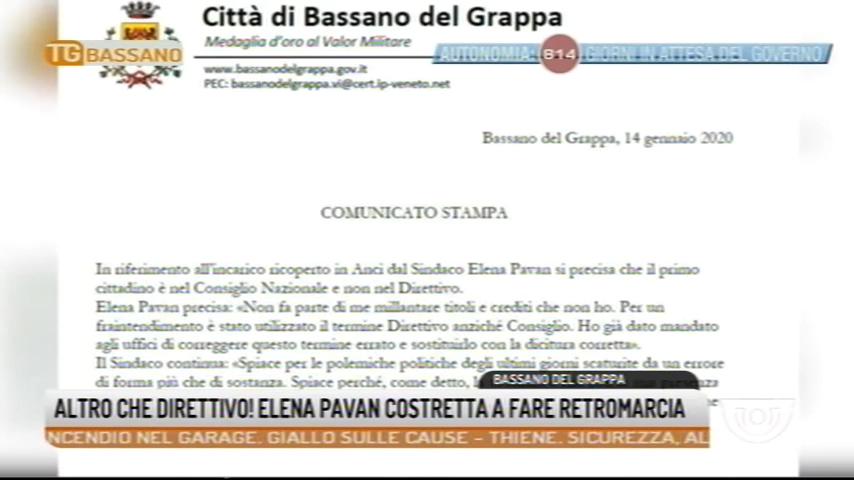 Città di Bassano del Grappa
Medaglia d'oro al Valor Militare
TG BASSANO
AUTONOMIA: 814 GIORNI IN ATTESA DEL GOVERNO
www.bassanodelgrappa.gov.it
PEC: bassanodelgrappa.vi@cert.ip-veneto.net
Bassano del Grappa, 14 gennaio 2020
COMUNICATO STAMPA
In riferimento all'incarico ricoperto in Anci dal Sindaco Elena Pavan si precisa che il primo
cittadino è nel Consiglio Nazionale e non nel Direttivo.
Elena Pavan precisa: «Non fa parte di me millantare titoli e crediti che non ho. Per un
fraintendimento è stato utilizzato il termine Direttivo anziché Consiglio. Ho già dato mandato
agli uffici di correggere questo termine errato e sostituirlo con la dicitura corretta».
Il Sindaco continua: «Spiace per le polemiche politiche degli ultimi giorni scaturite da un errore
di forma più che di sostanza. Spiace perché, come detto,
BASSANO DEL GRAPPA
ALTRO CHE DIRETTIVO! ELENA PAVAN COSTRETTA A FARE RETROMARCIA
NCENDIO NEL GARAGE. GIALLO SULLE CAUSE - THIENE. SICUREZZA, AL